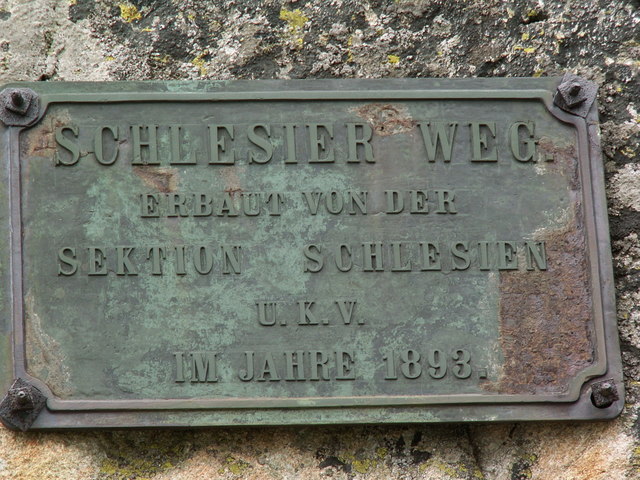 SCHLESIER WEG.
ERBAUT VON DER
SEKTION SCHLESIEN
U. K. V.
IM JAHRE 1893.